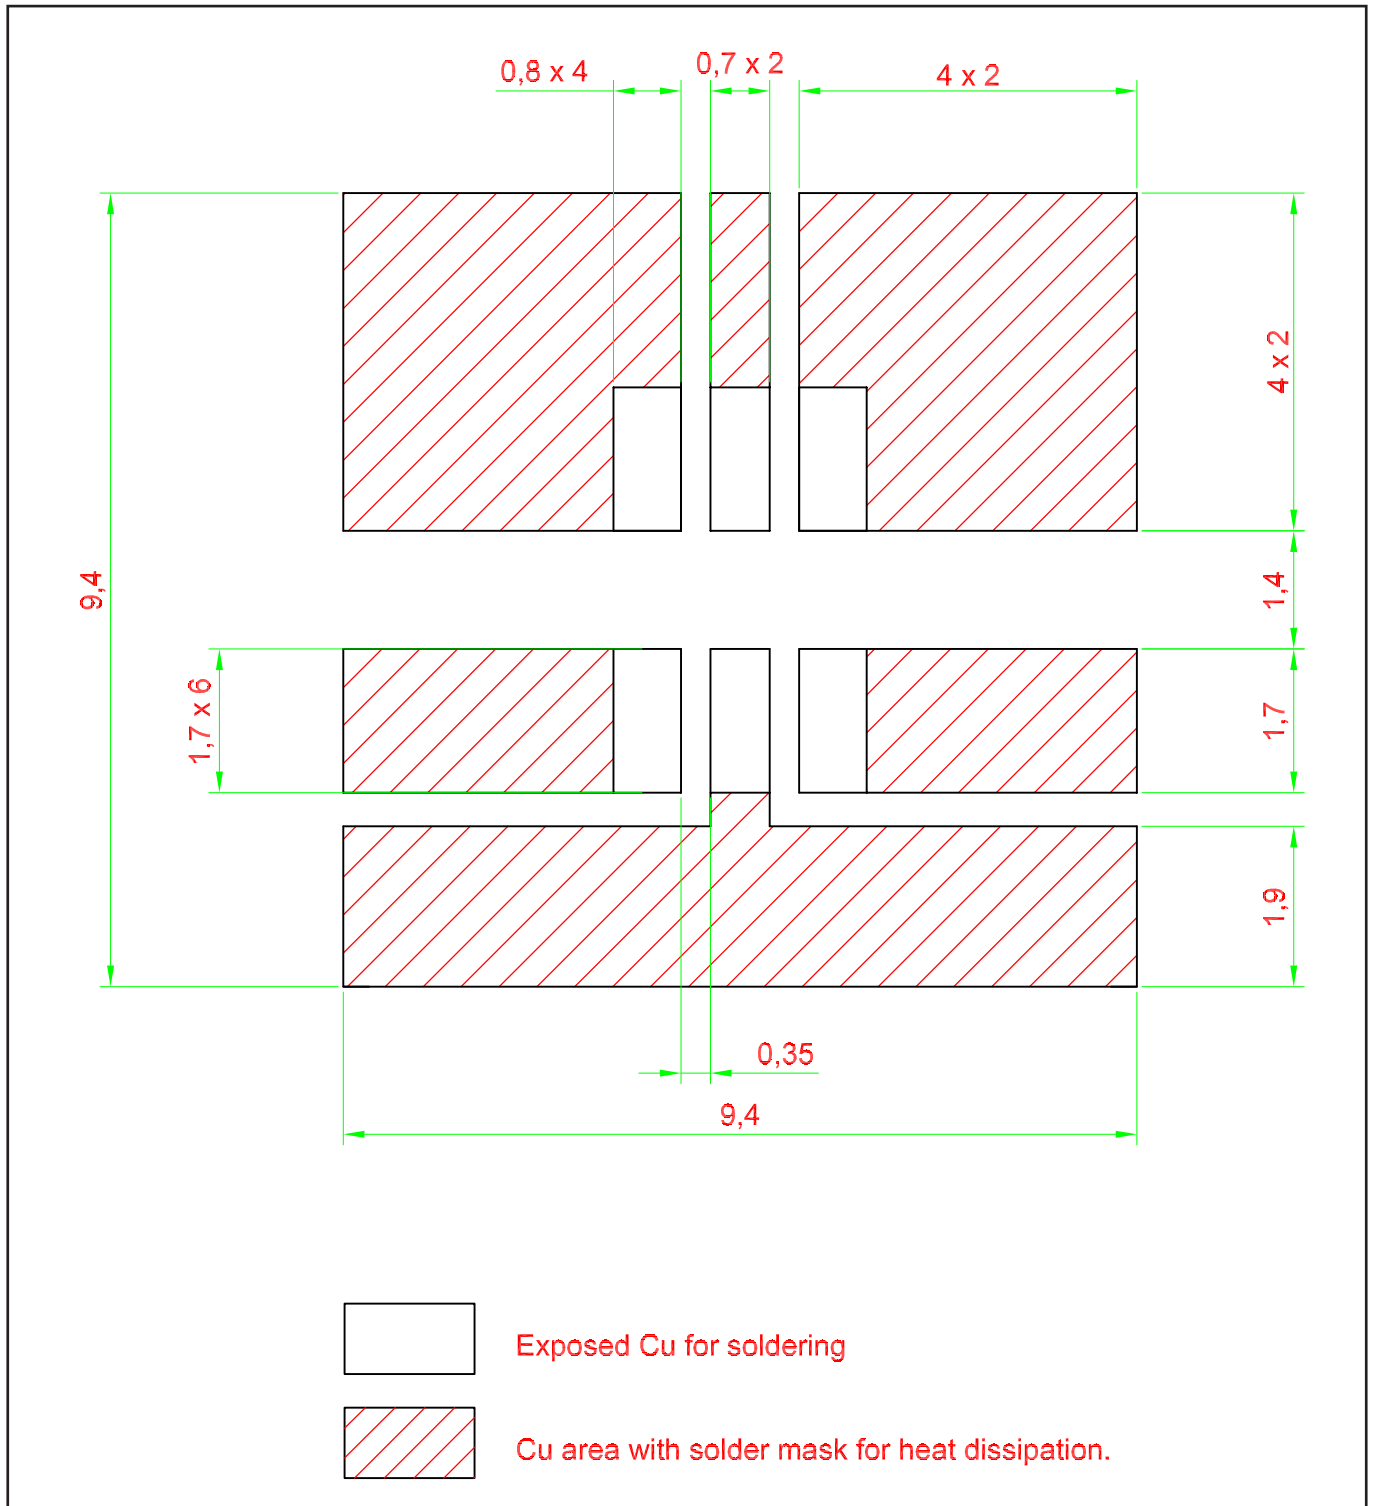 0,8 x 4
0,7 x 2
4 x 2
4 x 2
9,4
1,4
1,7 x 6
1,7
1,9
0,35
9,4
Exposed Cu for soldering
Cu area with solder mask for heat dissipation.